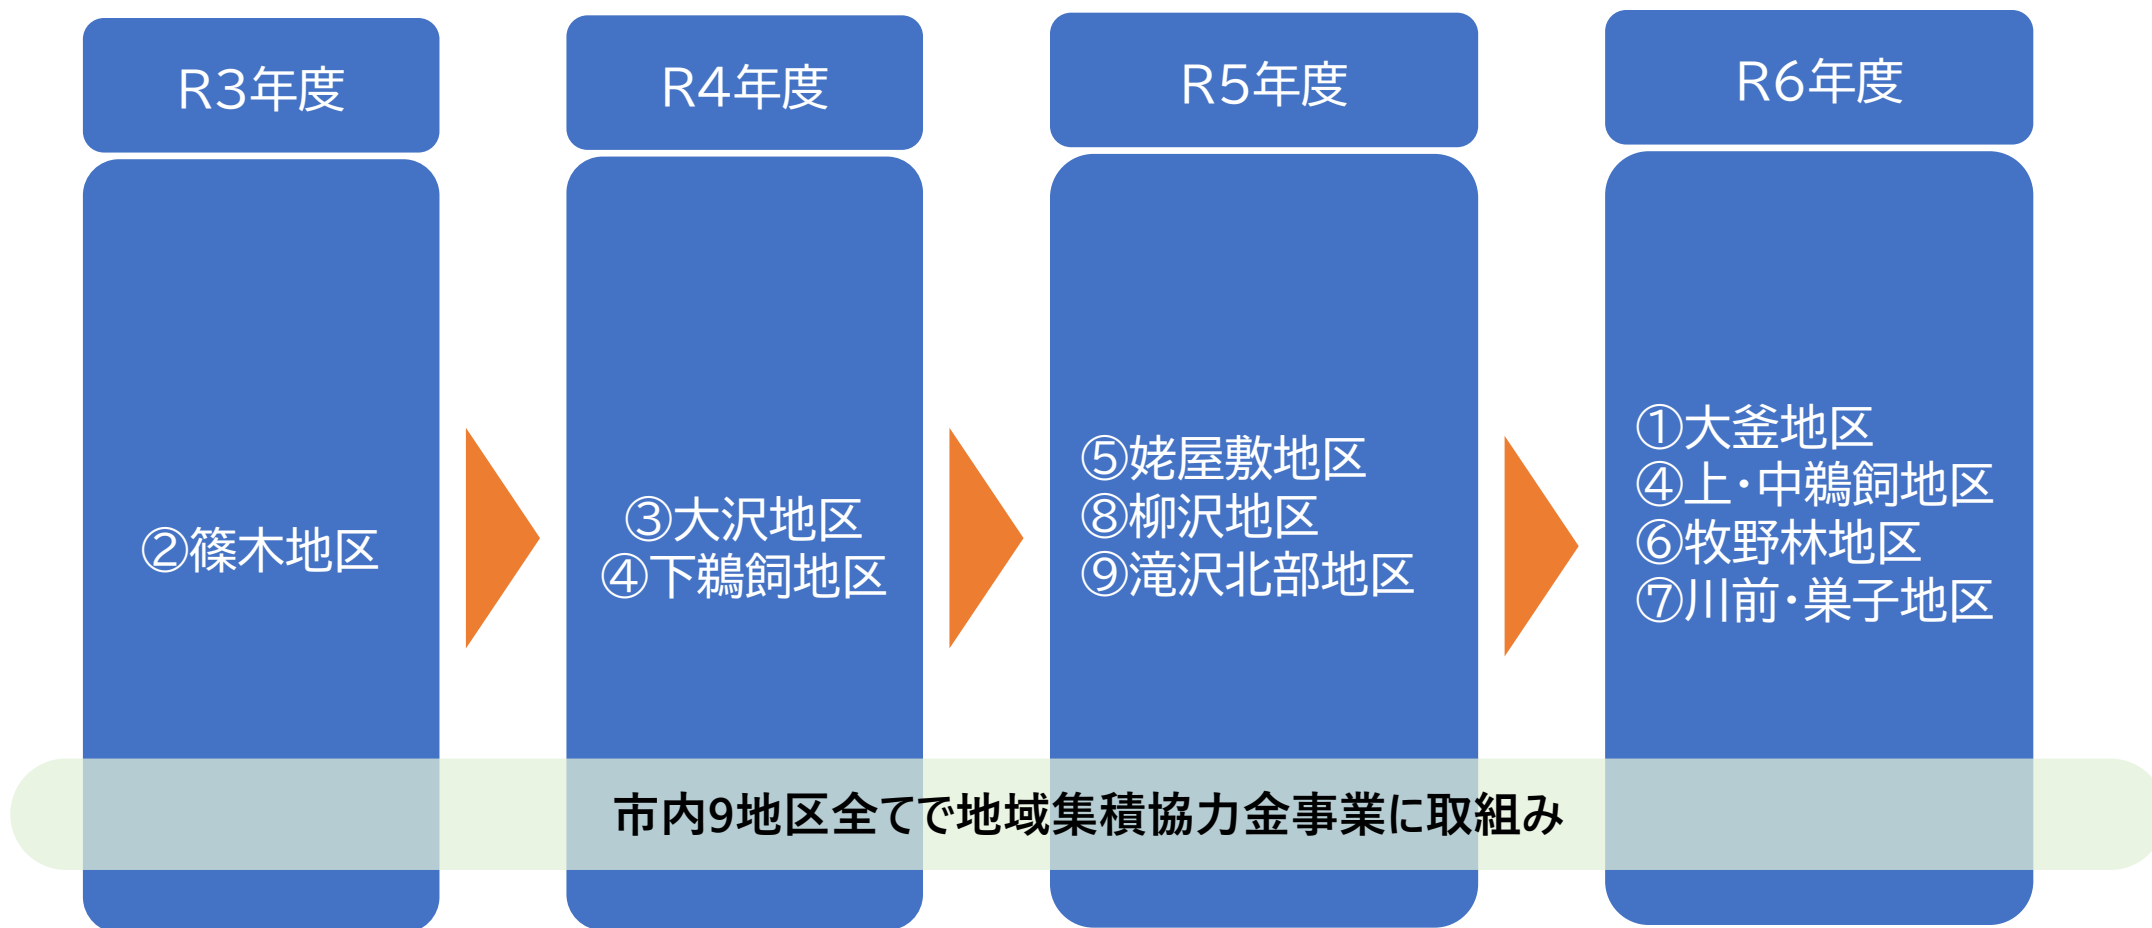 R3年度
②篠木地区
R4年度
③大沢地区
④下鵜飼地区
R5年度
⑤姥屋敷地区
⑧柳沢地区
⑨滝沢北部地区
R6年度
①大釜地区
④上・中鵜飼地区
⑥牧野林地区
⑦川前・巣子地区
市内9地区全てで地域集積協力金事業に取組み